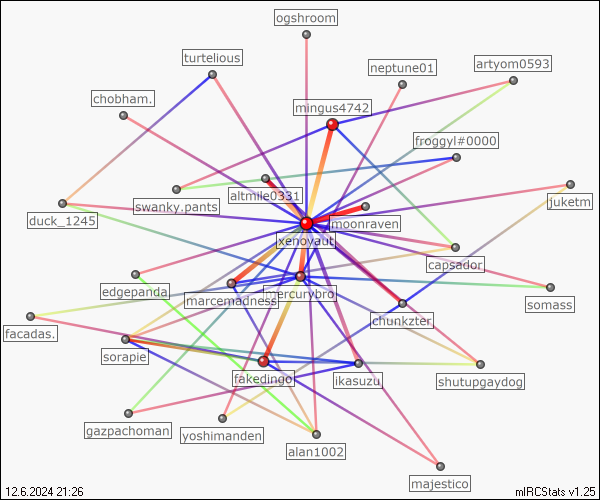 ogshroom
turtelious
neptune01
artyom0593
chobham.
mingus4742
froggyl#0000
altmile0331
swanky.pants
juketm
moonraven
duck_1245
xenoyaut
capsador.
edgepanda
marcemadness
mercurybro
somass
chunkzter.
facadas.
sorapie
fakedingo
ikasuzu
shutupgaydog
gazpachoman
yoshimanden
alan1002
majestico
12.6.2024 21:26
mIRCStats v1.25